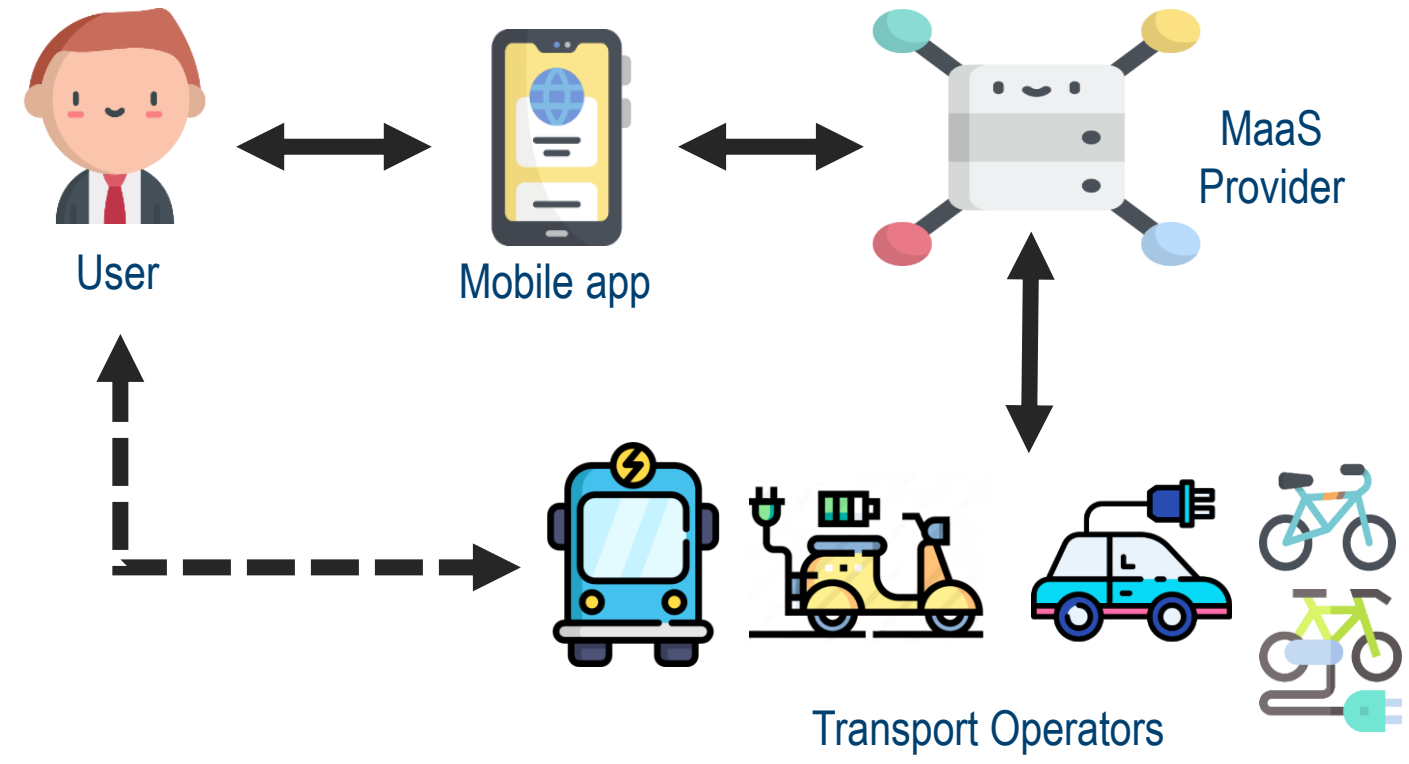 User
Mobile app
MaaS
Provider
Transport Operators